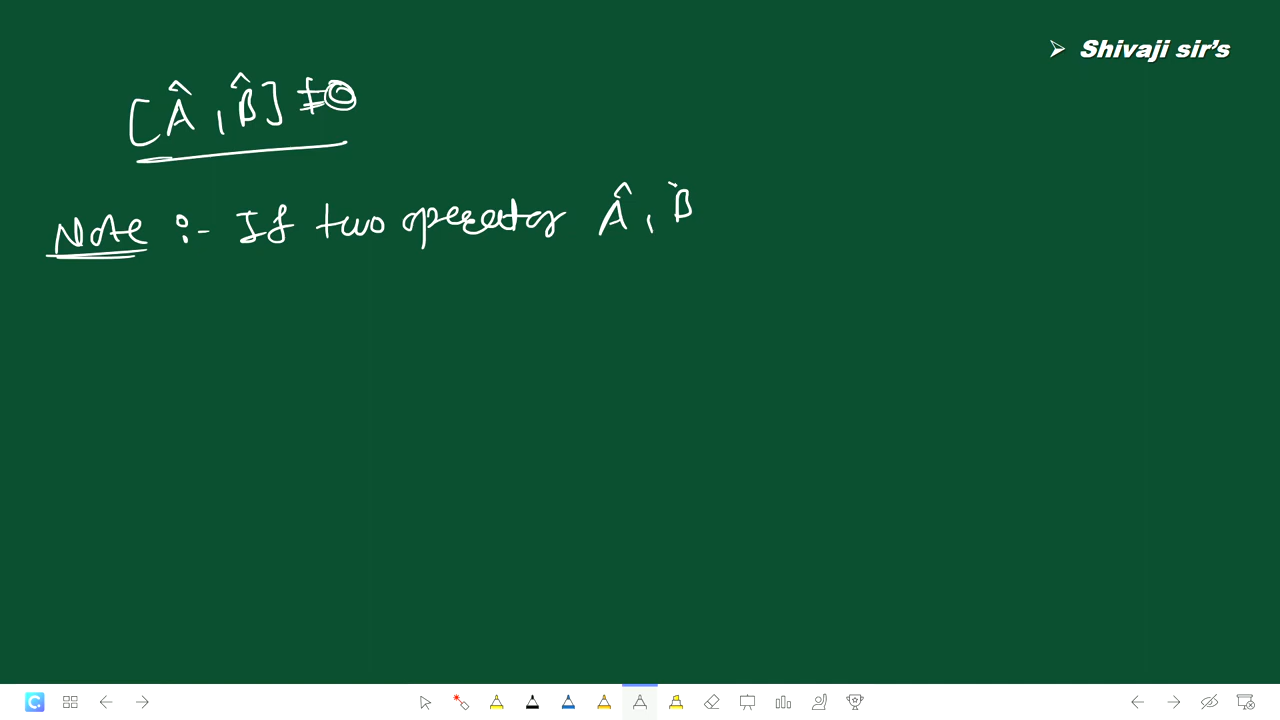 Shivaji sir's
[Â, B̂] ≠ 0
Note :- If two operator Â, B